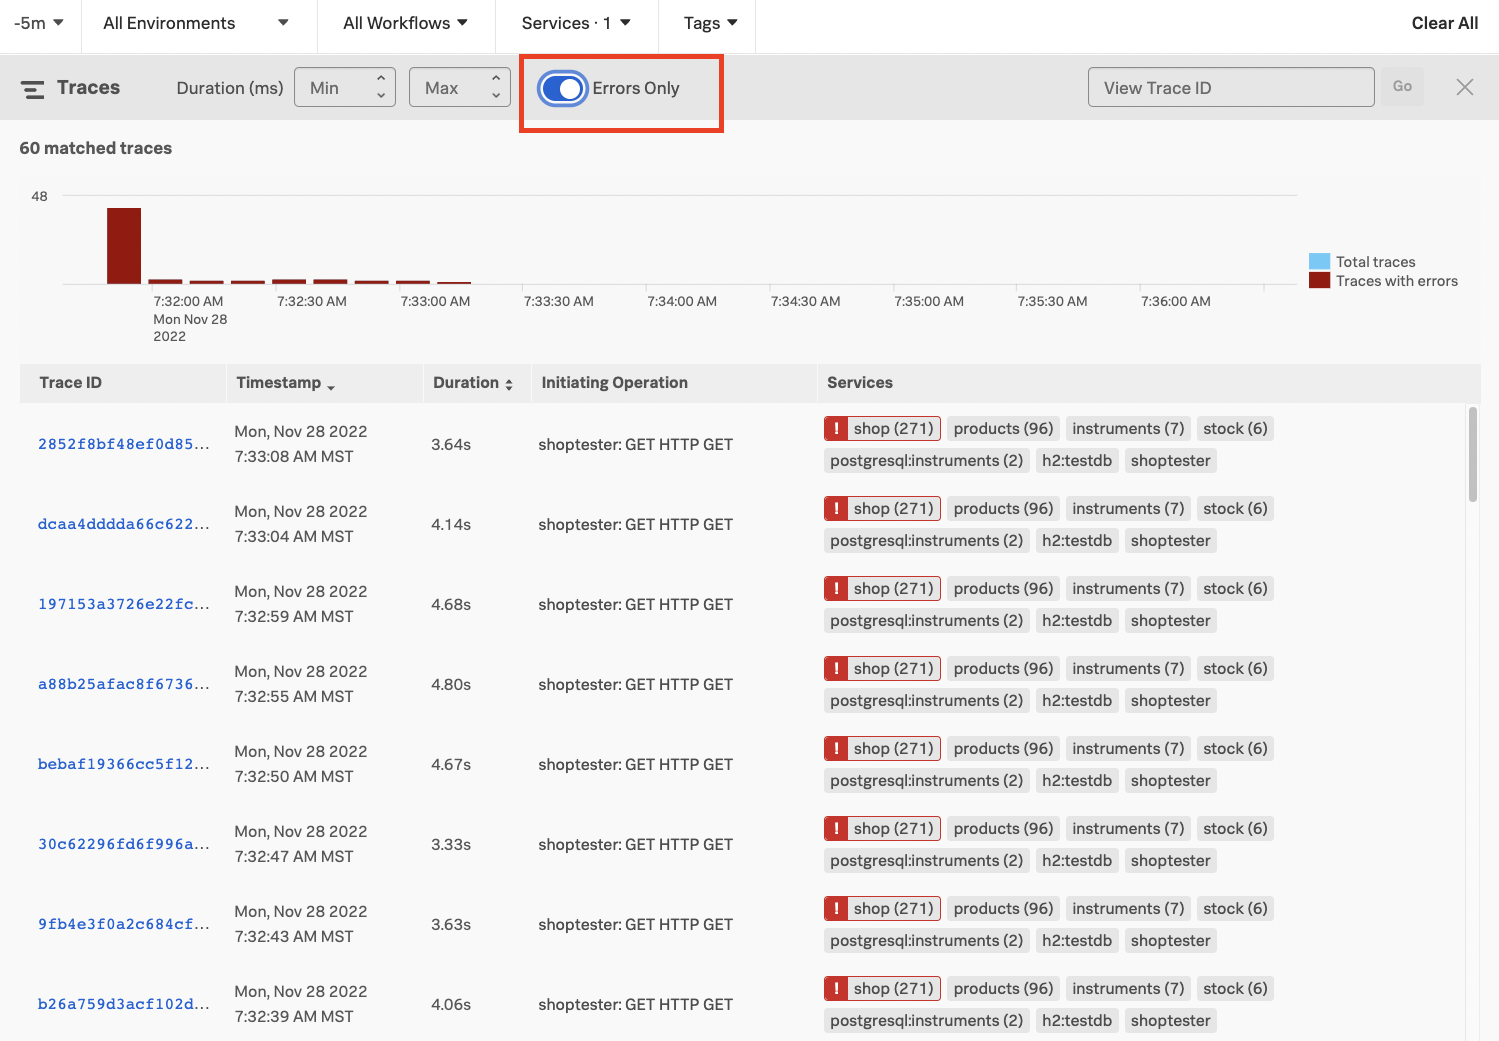 -5m All Environments All Workflows Services · 1 Tags Clear All
Traces Duration (ms) Min Max Errors Only View Trace ID Go
60 matched traces
48
Total traces
Traces with errors
7:32:00 AM 7:32:30 AM 7:33:00 AM 7:33:30 AM 7:34:00 AM 7:34:30 AM 7:35:00 AM 7:35:30 AM 7:36:00 AM
Mon Nov 28
2022
Trace ID Timestamp Duration Initiating Operation Services
2852f8bf48ef0d85... Mon, Nov 28 2022 7:33:08 AM MST 3.64s shoptester: GET HTTP GET ! shop (271) products (96) instruments (7) stock (6)
postgresql:instruments (2) h2:testdb shoptester
dcaa4dddda66c622... Mon, Nov 28 2022 7:33:04 AM MST 4.14s shoptester: GET HTTP GET ! shop (271) products (96) instruments (7) stock (6)
postgresql:instruments (2) h2:testdb shoptester
197153a3726e22fc... Mon, Nov 28 2022 7:32:59 AM MST 4.68s shoptester: GET HTTP GET ! shop (271) products (96) instruments (7) stock (6)
postgresql:instruments (2) h2:testdb shoptester
a88b25afac8f6736... Mon, Nov 28 2022 7:32:55 AM MST 4.80s shoptester: GET HTTP GET ! shop (271) products (96) instruments (7) stock (6)
postgresql:instruments (2) h2:testdb shoptester
bebaf19366cc5f12... Mon, Nov 28 2022 7:32:50 AM MST 4.67s shoptester: GET HTTP GET ! shop (271) products (96) instruments (7) stock (6)
postgresql:instruments (2) h2:testdb shoptester
30c62296fd6f996a... Mon, Nov 28 2022 7:32:47 AM MST 3.33s shoptester: GET HTTP GET ! shop (271) products (96) instruments (7) stock (6)
postgresql:instruments (2) h2:testdb shoptester
9fb4e3f0a2c684cf... Mon, Nov 28 2022 7:32:43 AM MST 3.63s shoptester: GET HTTP GET ! shop (271) products (96) instruments (7) stock (6)
postgresql:instruments (2) h2:testdb shoptester
b26a759d3acf102d... Mon, Nov 28 2022 7:32:39 AM MST 4.06s shoptester: GET HTTP GET ! shop (271) products (96) instruments (7) stock (6)
postgresql:instruments (2) h2:testdb shoptester